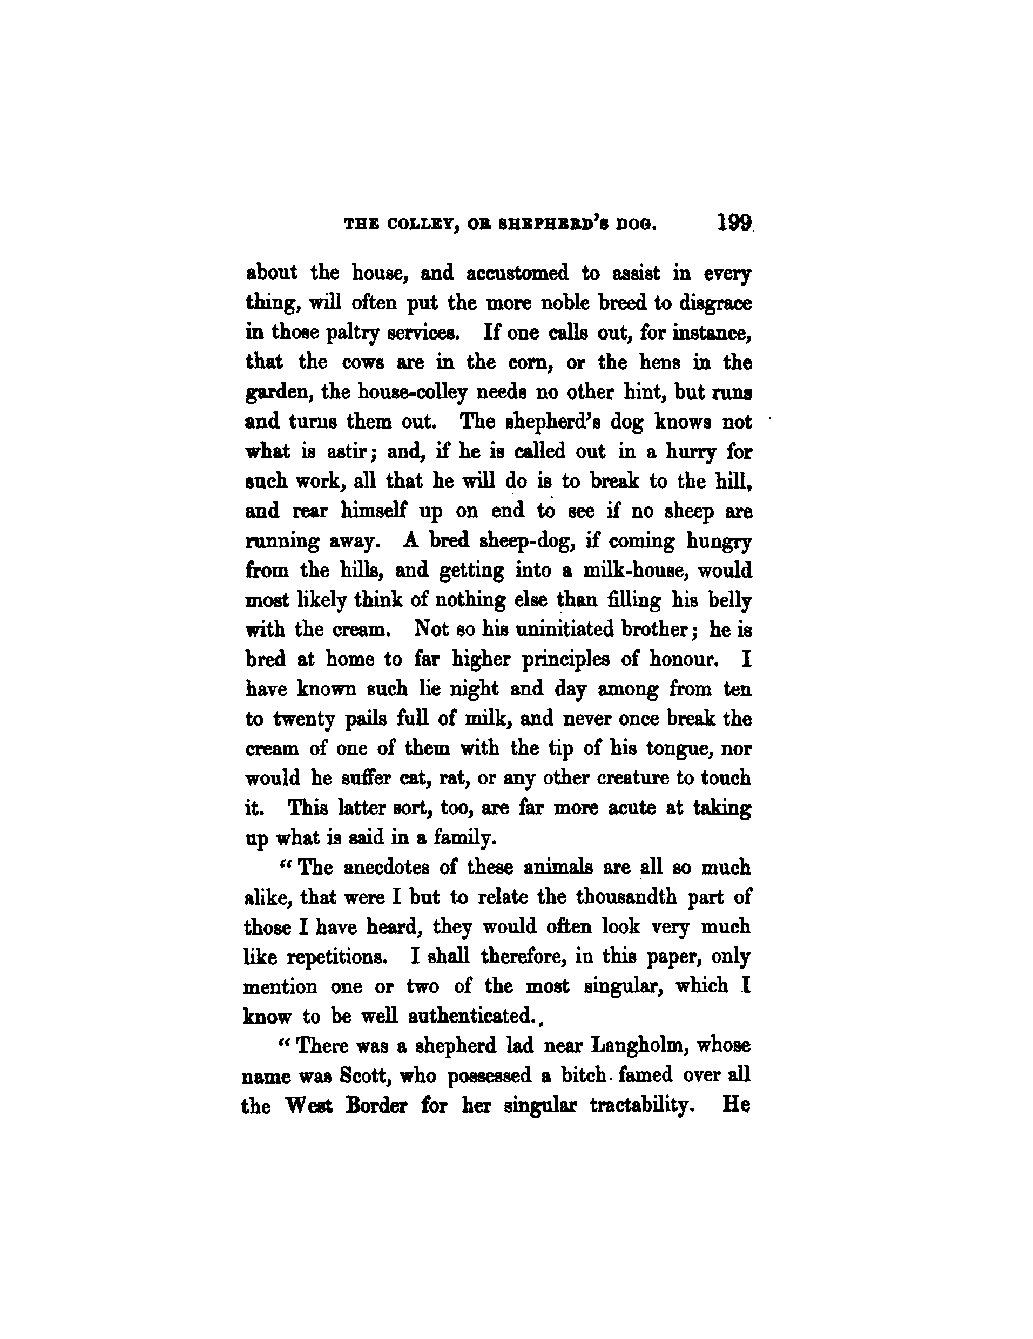 THE COLLEY, OR SHEPHERD'S DOG. 199
about the house, and accustomed to assist in every
thing, will often put the more noble breed to disgrace
in those paltry services. If one calls out, for instance,
that the cows are in the corn, or the hens in the
garden, the house-colley needs no other hint, but runs
and turns them out. The shepherd's dog knows not
what is astir; and, if he is called out in a hurry for
such work, all that he will do is to break to the hill,
and rear himself up on end to see if no sheep are
running away. A bred sheep-dog, if coming hungry
from the hills, and getting into a milk-house, would
most likely think of nothing else than filling his belly
with the cream. Not so his uninitiated brother; he is
bred at home to far higher principles of honour. I
have known such lie night and day among from ten
to twenty pails full of milk, and never once break the
cream of one of them with the tip of his tongue, nor
would he suffer cat, rat, or any other creature to touch
it. This latter sort, too, are far more acute at taking
up what is said in a family.
"The anecdotes of these animals are all so much
alike, that were I but to relate the thousandth part of
those I have heard, they would often look very much
like repetitions. I shall therefore, in this paper, only
mention one or two of the most singular, which I
know to be well authenticated.
"There was a shepherd lad near Langholm, whose
name was Scott, who possessed a bitch famed over all
the West Border for her singular tractability. He